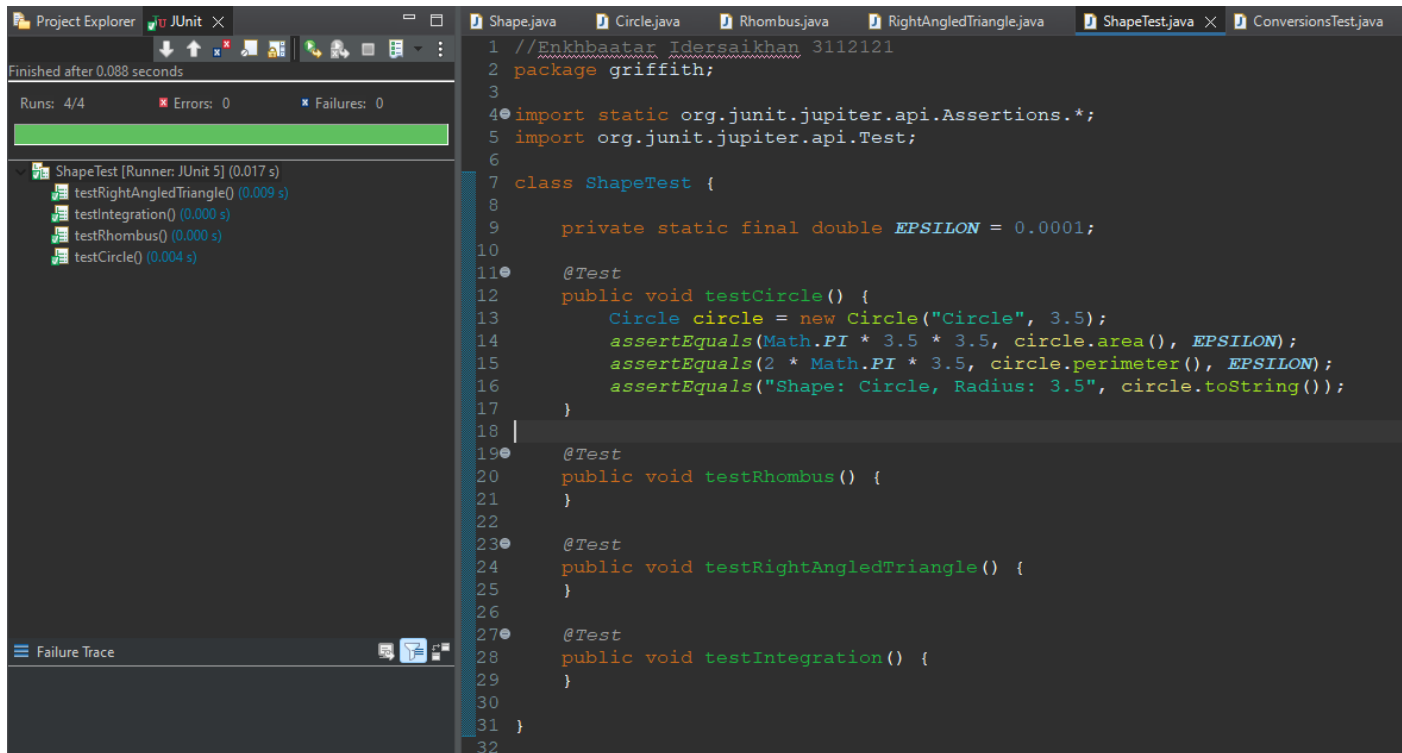 Project Explorer JUnit
Finished after 0.088 seconds
Runs: 4/4 Errors: 0 Failures: 0
ShapeTest [Runner: JUnit 5] (0.017 s)
testRightAngledTriangle() (0.009 s)
testIntegration() (0.000 s)
testRhombus() (0.000 s)
testCircle() (0.004 s)
Failure Trace
Shape.java Circle.java Rhombus.java RightAngledTriangle.java ShapeTest.java ConversionsTest.java
1 //Enkhbaatar Idersaikhan 3112121
2 package griffith;
3
4 import static org.junit.jupiter.api.Assertions.*;
5 import org.junit.jupiter.api.Test;
6
7 class ShapeTest {
8
9 private static final double EPSILON = 0.0001;
10
11 @Test
12 public void testCircle() {
13 Circle circle = new Circle("Circle", 3.5);
14 assertEquals(Math.PI * 3.5 * 3.5, circle.area(), EPSILON);
15 assertEquals(2 * Math.PI * 3.5, circle.perimeter(), EPSILON);
16 assertEquals("Shape: Circle, Radius: 3.5", circle.toString());
17 }
18
19 @Test
20 public void testRhombus() {
21 }
22
23 @Test
24 public void testRightAngledTriangle() {
25 }
26
27 @Test
28 public void testIntegration() {
29 }
30
31 }
32